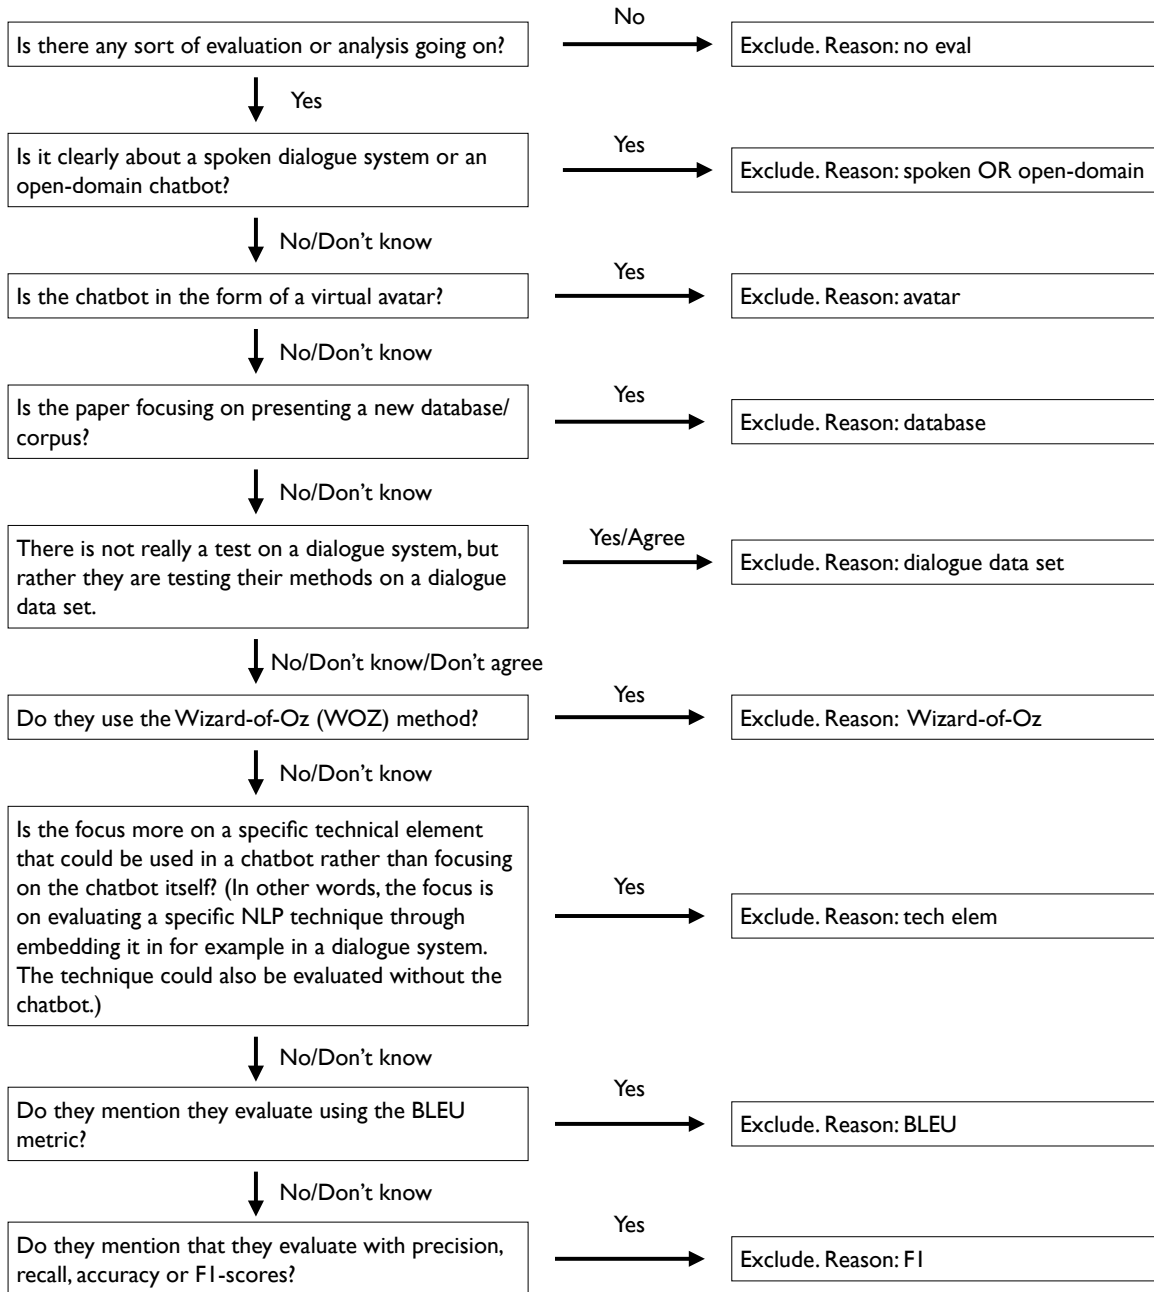 No
Is there any sort of evaluation or analysis going on?
Exclude. Reason: no eval
Yes
Is it clearly about a spoken dialogue system or an
open-domain chatbot?
Yes
Exclude. Reason: spoken OR open-domain
No/Don't know
Is the chatbot in the form of a virtual avatar?
Yes
Exclude. Reason: avatar
No/Don't know
Is the paper focusing on presenting a new database/
corpus?
Yes
Exclude. Reason: database
No/Don't know
There is not really a test on a dialogue system, but
rather they are testing their methods on a dialogue
data set.
Yes/Agree
Exclude. Reason: dialogue data set
No/Don't know/Don't agree
Do they use the Wizard-of-Oz (WOZ) method?
Yes
Exclude. Reason: Wizard-of-Oz
No/Don't know
Is the focus more on a specific technical element
that could be used in a chatbot rather than focusing
on the chatbot itself? (In other words, the focus is
on evaluating a specific NLP technique through
embedding it in for example in a dialogue system.
The technique could also be evaluated without the
chatbot.)
Yes
Exclude. Reason: tech elem
No/Don't know
Do they mention they evaluate using the BLEU
metric?
Yes
Exclude. Reason: BLEU
No/Don't know
Do they mention that they evaluate with precision,
recall, accuracy or F1-scores?
Yes
Exclude. Reason: F1